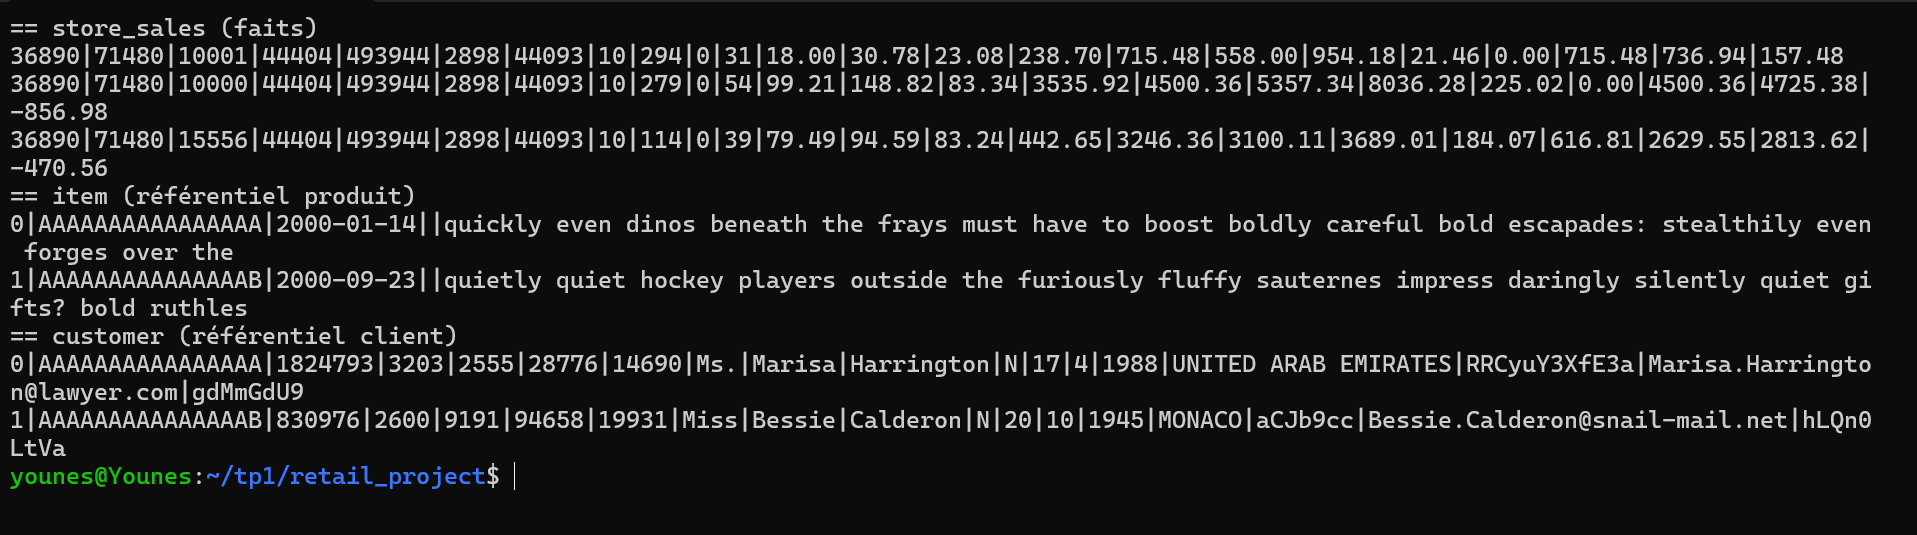 == store_sales (faits)
36890|71480|10001|44404|493944|2898|44093|10|294|0|31|18.00|30.78|23.08|238.70|715.48|558.00|954.18|21.46|0.00|715.48|736.94|157.48
36890|71480|10000|44404|493944|2898|44093|10|279|0|54|99.21|148.82|83.34|3535.92|4500.36|5357.34|8036.28|225.02|0.00|4500.36|4725.38|
-856.98
36890|71480|15556|44404|493944|2898|44093|10|114|0|39|79.49|94.59|83.24|442.65|3246.36|3100.11|3689.01|184.07|616.81|2629.55|2813.62|
-470.56
== item (référentiel produit)
0|AAAAAAAAAAAAAAAA|2000-01-14||quickly even dinos beneath the frays must have to boost boldly careful bold escapades: stealthily even
 forges over the
1|AAAAAAAAAAAAAAAB|2000-09-23||quietly quiet hockey players outside the furiously fluffy sauternes impress daringly silently quiet gi
fts? bold ruthles
== customer (référentiel client)
0|AAAAAAAAAAAAAAAA|1824793|3203|2555|28776|14690|Ms.|Marisa|Harrington|N|17|4|1988|UNITED ARAB EMIRATES|RRCyuY3XfE3a|Marisa.Harringto
n@lawyer.com|gdMmGdU9
1|AAAAAAAAAAAAAAAB|830976|2600|9191|94658|19931|Miss|Bessie|Calderon|N|20|10|1945|MONACO|aCJb9cc|Bessie.Calderon@snail-mail.net|hLQn0
LtVa
younes@Younes:~/tp1/retail_project$